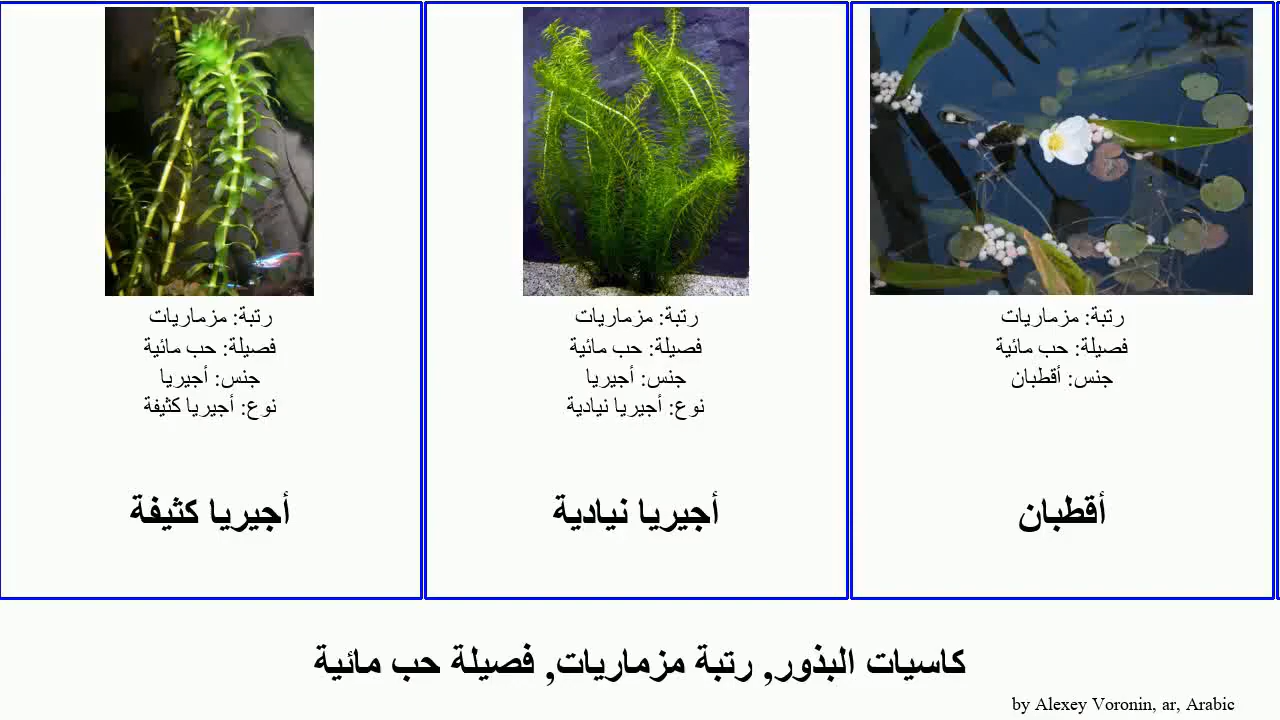 رتبة: مزماريات
فصيلة: حب مائية
جنس: أجيريا
نوع: أجيريا كثيفة
أجيريا كثيفة
رتبة: مزماريات
فصيلة: حب مائية
جنس: أجيريا
نوع: أجيريا نيادية
أجيريا نيادية
رتبة: مزماريات
فصيلة: حب مائية
جنس: أقطبان
أقطبان
كاسيات البذور, رتبة مزماريات, فصيلة حب مائية
by Alexey Voronin, ar, Arabic